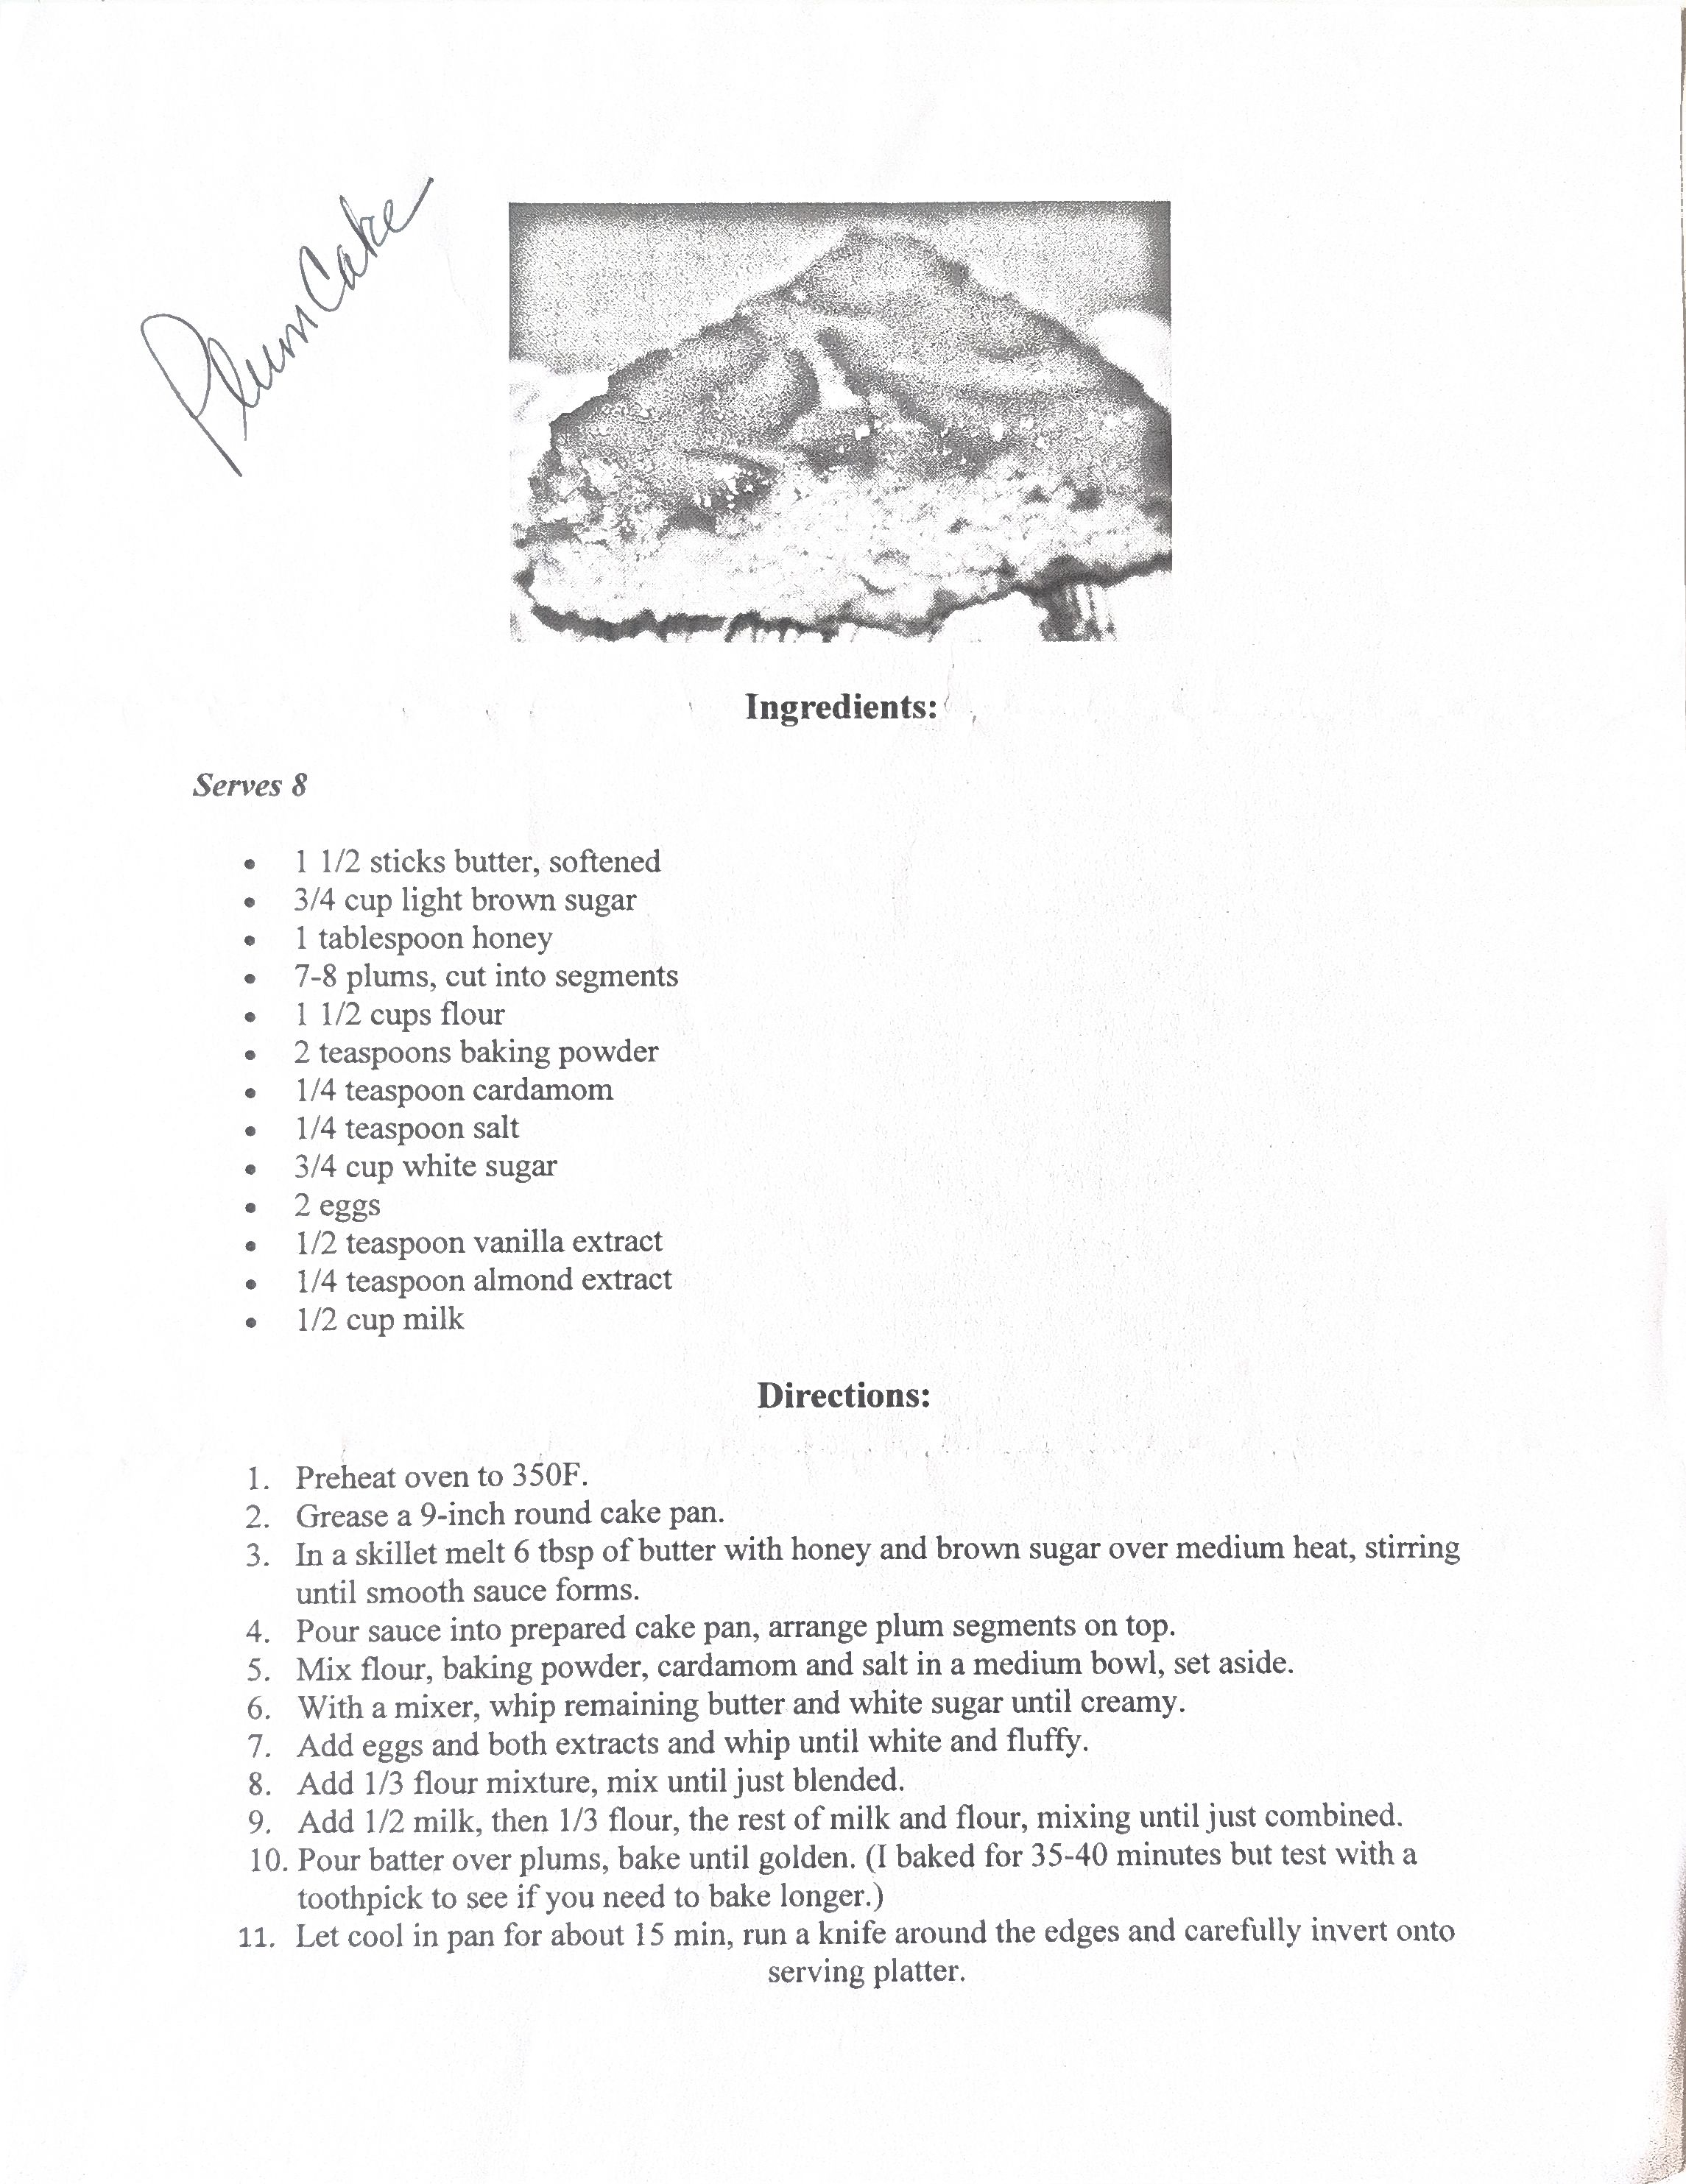 Plum Cake
Ingredients:
Serves 8
• 1 1/2 sticks butter, softened
• 3/4 cup light brown sugar
• 1 tablespoon honey
• 7-8 plums, cut into segments
• 1 1/2 cups flour
• 2 teaspoons baking powder
• 1/4 teaspoon cardamom
• 1/4 teaspoon salt
• 3/4 cup white sugar
• 2 eggs
• 1/2 teaspoon vanilla extract
• 1/4 teaspoon almond extract
• 1/2 cup milk
Directions:
1. Preheat oven to 350F.
2. Grease a 9-inch round cake pan.
3. In a skillet melt 6 tbsp of butter with honey and brown sugar over medium heat, stirring
until smooth sauce forms.
4. Pour sauce into prepared cake pan, arrange plum segments on top.
5. Mix flour, baking powder, cardamom and salt in a medium bowl, set aside.
6. With a mixer, whip remaining butter and white sugar until creamy.
7. Add eggs and both extracts and whip until white and fluffy.
8. Add 1/3 flour mixture, mix until just blended.
9. Add 1/2 milk, then 1/3 flour, the rest of milk and flour, mixing until just combined.
10. Pour batter over plums, bake until golden. (I baked for 35-40 minutes but test with a
toothpick to see if you need to bake longer.)
11. Let cool in pan for about 15 min, run a knife around the edges and carefully invert onto
serving platter.